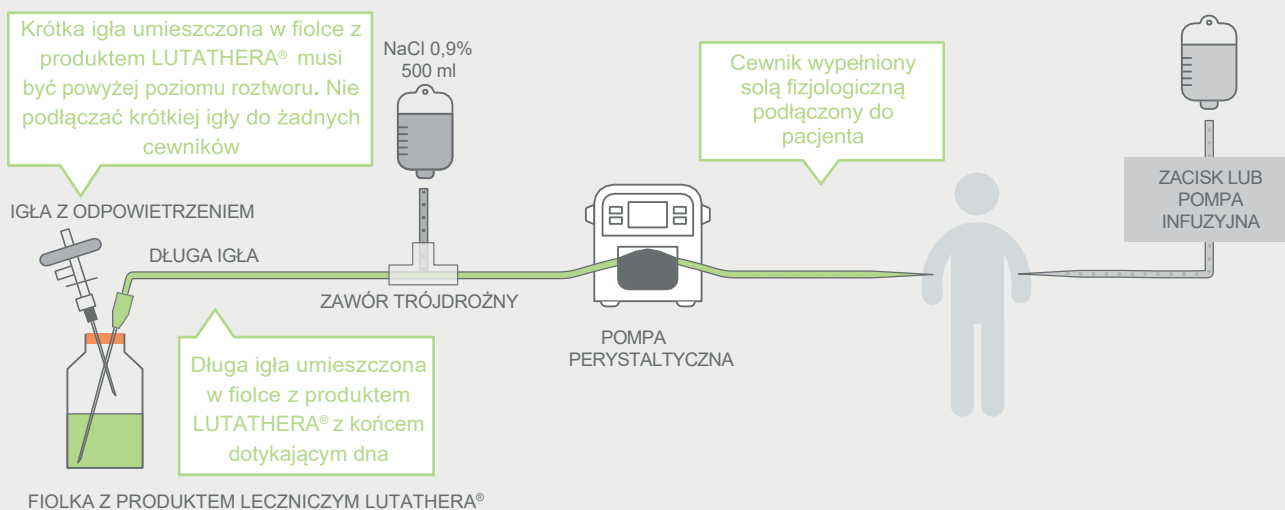 Krótka igła umieszczona w fiolce z
produktem LUTATHERA® musi
być powyżej poziomu roztworu. Nie
podłączać krótkiej igły do żadnych
cewników
NaCl 0,9%
500 ml
Cewnik wypełniony
solą fizjologiczną
podłączony do
pacjenta
ZACISK LUB
POMPA
INFUZYJNA
IGŁA Z ODPOWIETRZENIEM
DŁUGA IGŁA
ZAWÓR TRÓJDROŻNY
POMPA
PERYSTALTYCZNA
Długa igła umieszczona
w fiolce z produktem
LUTATHERA® z końcem
dotykającym dna
FIOLKA Z PRODUKTEM LECZNICZYM LUTATHERA®